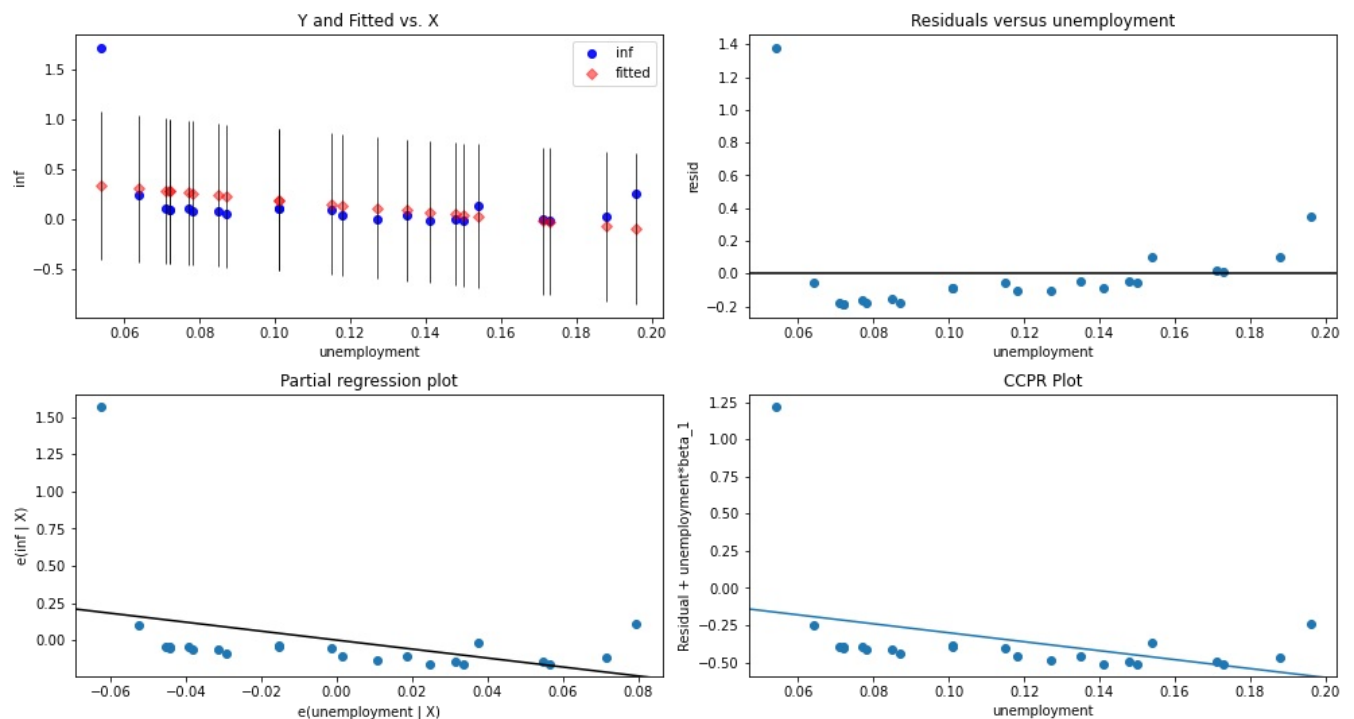 Y and Fitted vs. X
inf
fitted
1.5
1.0
0.5
0.0
−0.5
inf
0.06 0.08 0.10 0.12 0.14 0.16 0.18 0.20
unemployment
Residuals versus unemployment
1.4
1.2
1.0
0.8
0.6
0.4
0.2
0.0
−0.2
resid
0.06 0.08 0.10 0.12 0.14 0.16 0.18 0.20
unemployment
Partial regression plot
1.50
1.25
1.00
0.75
0.50
0.25
0.00
e(inf | X)
−0.06 −0.04 −0.02 0.00 0.02 0.04 0.06 0.08
e(unemployment | X)
CCPR Plot
1.25
1.00
0.75
0.50
0.25
0.00
−0.25
−0.50
Residual + unemployment*beta_1
0.06 0.08 0.10 0.12 0.14 0.16 0.18 0.20
unemployment